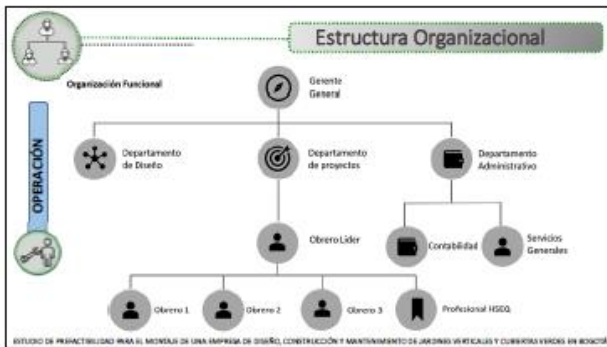 Estructura Organizacional
Organización Funcional
Gerente
General
OPERACIÓN
Departamento
de Diseño
Departamento
de proyectos
Departamento
Administrativo
Obrero Lider
Contabilidad
Servicios
Generales
Obrero 1
Obrero 2
Obrero 3
Profesional HSEQ
ESTUDIO DE PREFACTIBILIDAD PARA EL MONTAJE DE UNA EMPRESA DE DISEÑO, CONSTRUCCIÓN Y MANTENIMIENTO DE JARDINES VERTICALES Y CUBIERTAS VERDES EN BOGOTÁ